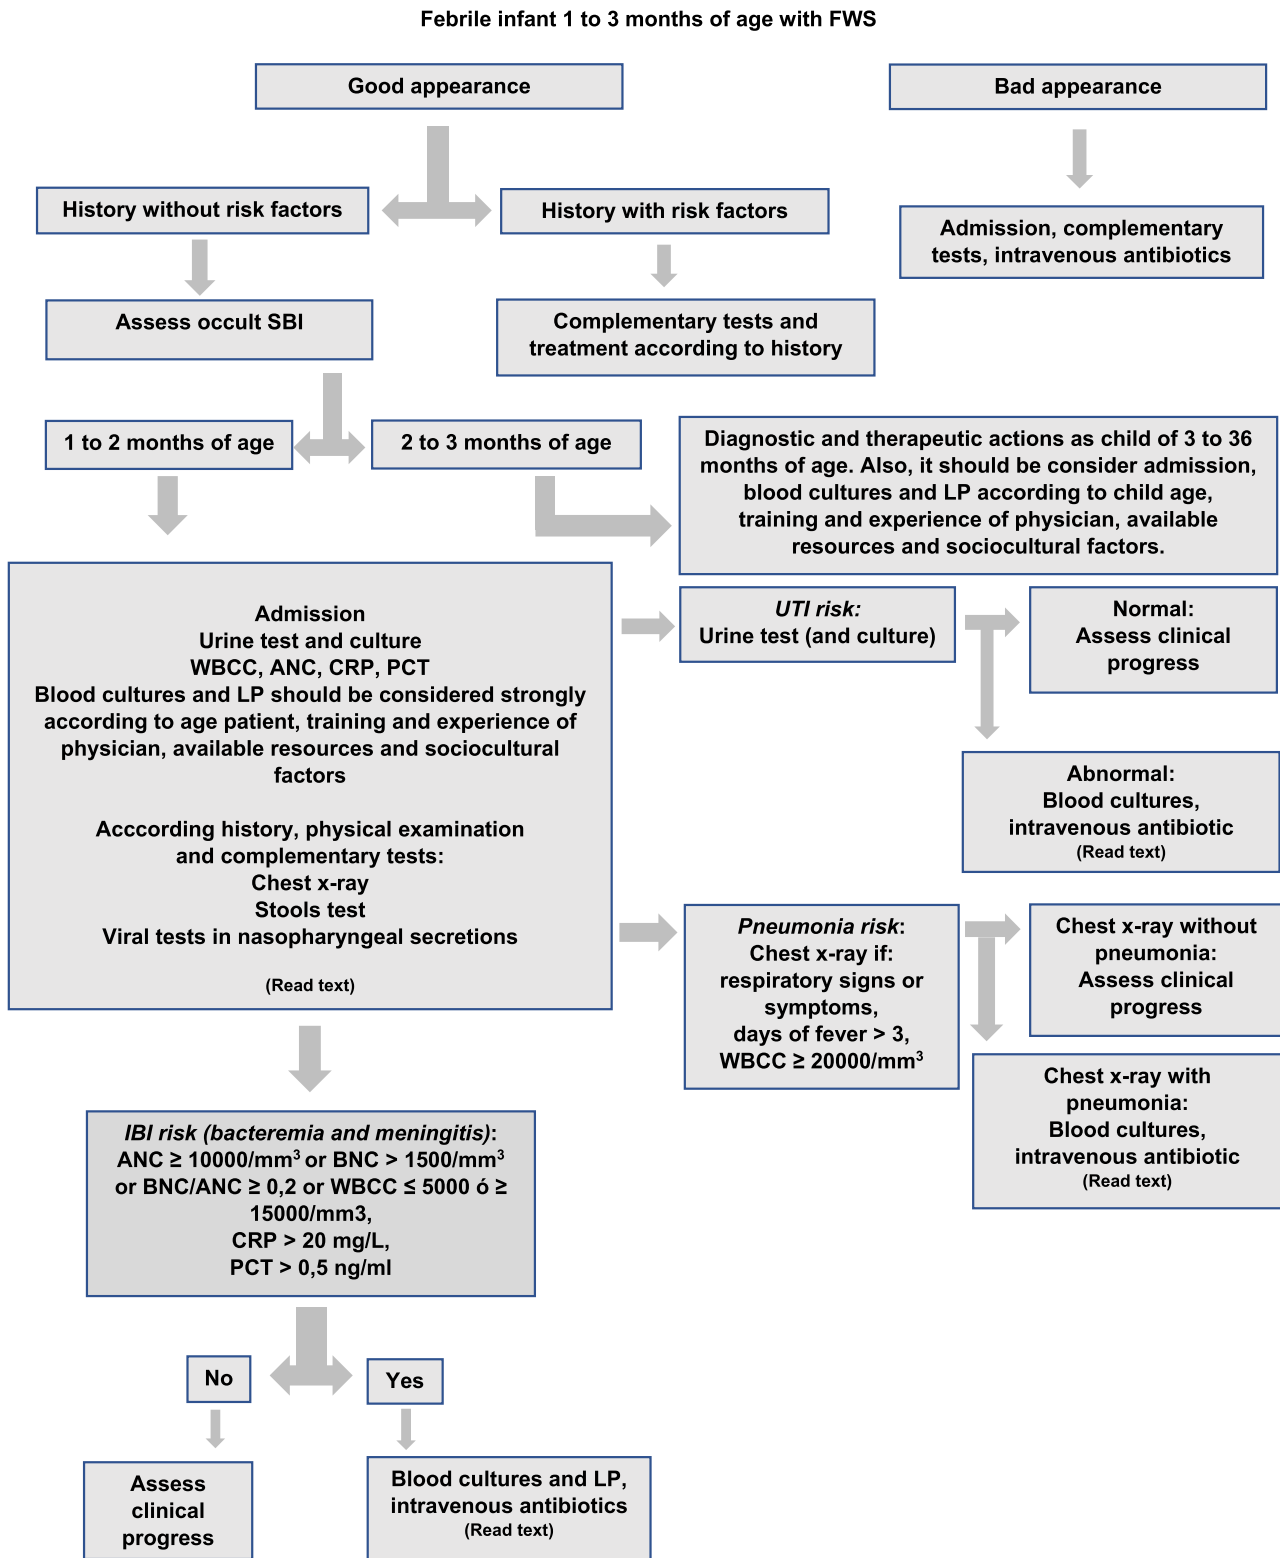 Febrile infant 1 to 3 months of age with FWS
Good appearance
Bad appearance
History without risk factors
History with risk factors
Admission, complementary
tests, intravenous antibiotics
Assess occult SBI
Complementary tests and
treatment according to history
1 to 2 months of age
2 to 3 months of age
Diagnostic and therapeutic actions as child of 3 to 36
months of age. Also, it should be consider admission,
blood cultures and LP according to child age,
training and experience of physician, available
resources and sociocultural factors.
Admission
Urine test and culture
WBCC, ANC, CRP, PCT
Blood cultures and LP should be considered strongly
according to age patient, training and experience of
physician, available resources and sociocultural
factors
Acccording history, physical examination
and complementary tests:
Chest x-ray
Stools test
Viral tests in nasopharyngeal secretions
(Read text)
UTI risk:
Urine test (and culture)
Normal:
Assess clinical
progress
Abnormal:
Blood cultures,
intravenous antibiotic
(Read text)
Pneumonia risk:
Chest x-ray if:
respiratory signs or
symptoms,
days of fever > 3,
WBCC ≥ 20000/mm³
Chest x-ray without
pneumonia:
Assess clinical
progress
Chest x-ray with
pneumonia:
Blood cultures,
intravenous antibiotic
(Read text)
IBI risk (bacteremia and meningitis):
ANC ≥ 10000/mm³ or BNC > 1500/mm³
or BNC/ANC ≥ 0,2 or WBCC ≤ 5000 ó ≥
15000/mm3,
CRP > 20 mg/L,
PCT > 0,5 ng/ml
No
Yes
Assess
clinical
progress
Blood cultures and LP,
intravenous antibiotics
(Read text)